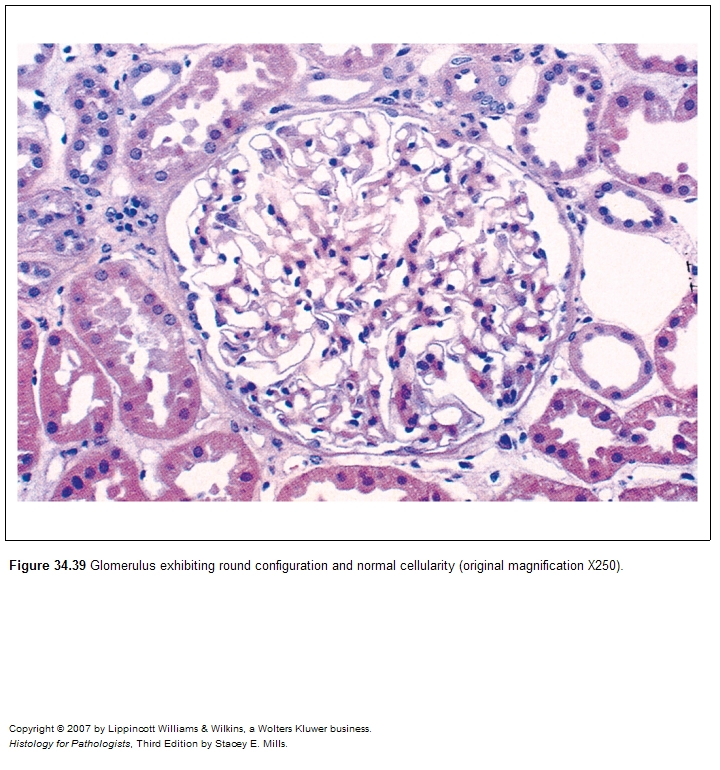 Figure 34.39 Glomerulus exhibiting round configuration and normal cellularity (original magnification X250).
Copyright © 2007 by Lippincott Williams & Wilkins, a Wolters Kluwer business.
Histology for Pathologists, Third Edition by Stacey E. Mills.